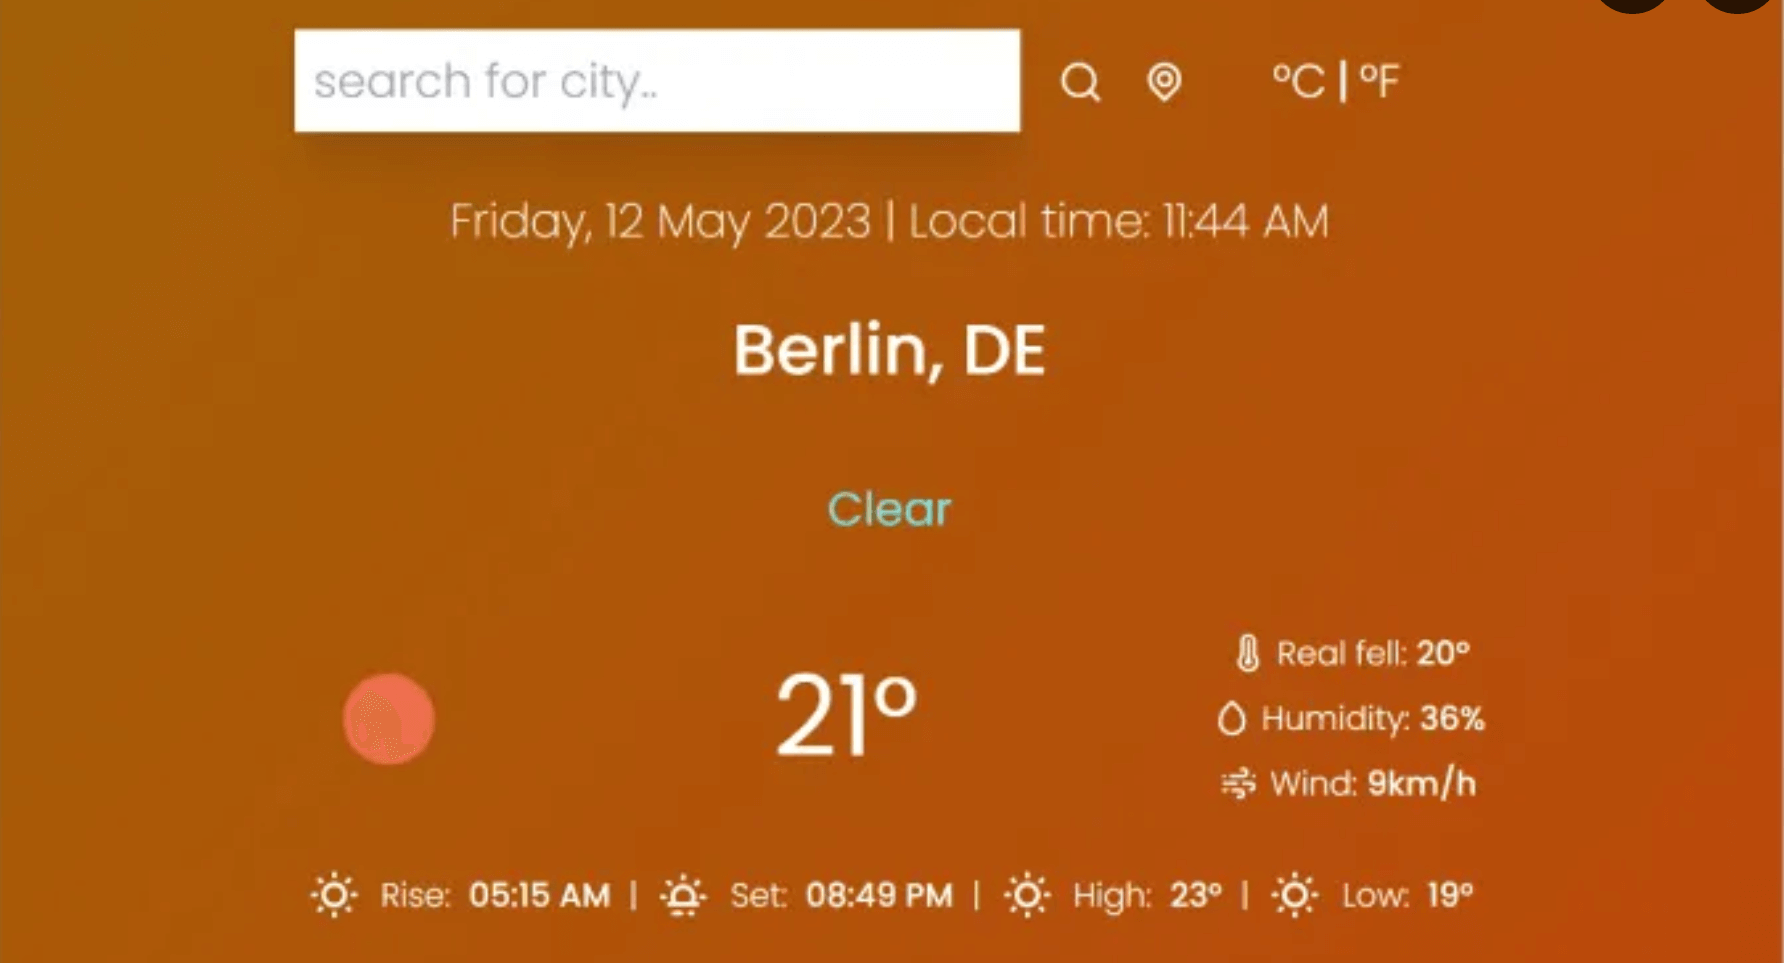 search for city..
°C | °F
Friday, 12 May 2023 | Local time: 11:44 AM
Berlin, DE
Clear
21°
Real fell: 20°
Humidity: 36%
Wind: 9km/h
Rise: 05:15 AM | Set: 08:49 PM | High: 23° | Low: 19°